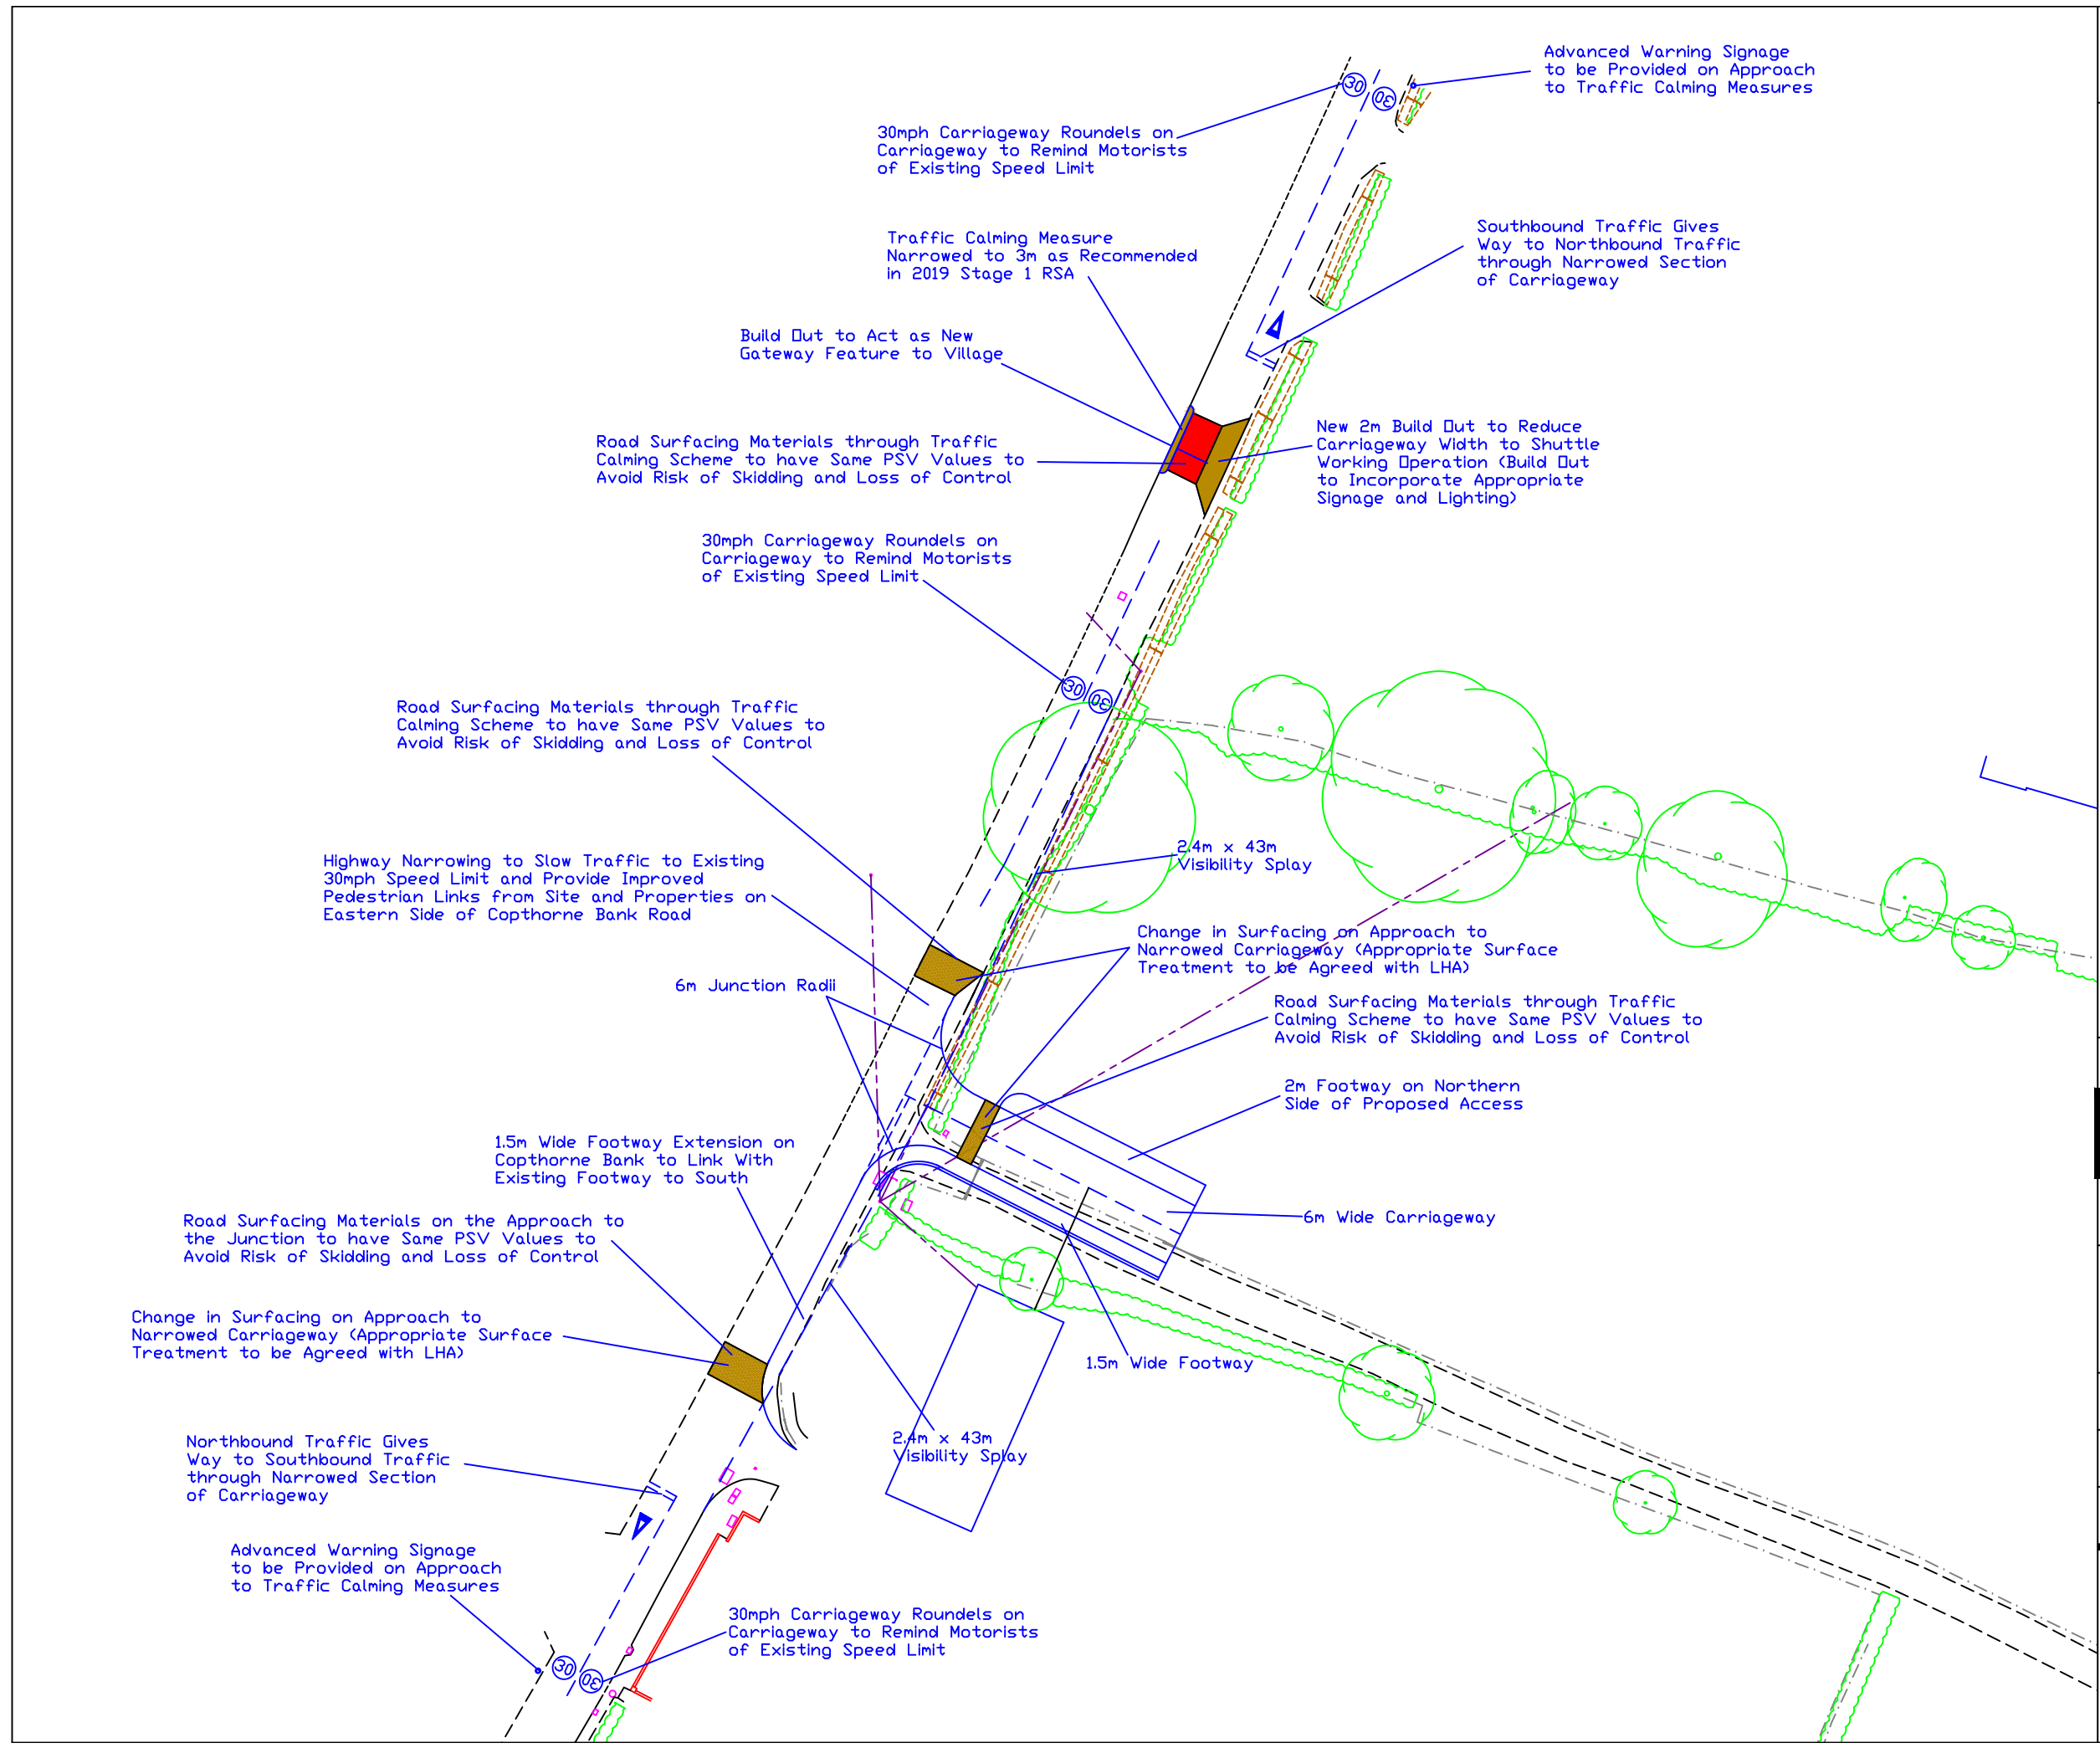 Advanced Warning Signage
to be Provided on Approach
to Traffic Calming Measures
30
30
30mph Carriageway Roundels on
Carriageway to Remind Motorists
of Existing Speed Limit
Southbound Traffic Gives
Way to Northbound Traffic
through Narrowed Section
of Carriageway
Traffic Calming Measure
Narrowed to 3m as Recommended
in 2019 Stage 1 RSA
Build Out to Act as New
Gateway Feature to Village
New 2m Build Out to Reduce
Carriageway Width to Shuttle
Working Operation (Build Out
to Incorporate Appropriate
Signage and Lighting)
Road Surfacing Materials through Traffic
Calming Scheme to have Same PSV Values to
Avoid Risk of Skidding and Loss of Control
30mph Carriageway Roundels on
Carriageway to Remind Motorists
of Existing Speed Limit
30
30
Road Surfacing Materials through Traffic
Calming Scheme to have Same PSV Values to
Avoid Risk of Skidding and Loss of Control
2.4m x 43m
Visibility Splay
Highway Narrowing to Slow Traffic to Existing
30mph Speed Limit and Provide Improved
Pedestrian Links from Site and Properties on
Eastern Side of Copthorne Bank Road
Change in Surfacing on Approach to
Narrowed Carriageway (Appropriate Surface
Treatment to be Agreed with LHA)
6m Junction Radii
Road Surfacing Materials through Traffic
Calming Scheme to have Same PSV Values to
Avoid Risk of Skidding and Loss of Control
2m Footway on Northern
Side of Proposed Access
1.5m Wide Footway Extension on
Copthorne Bank to Link With
Existing Footway to South
6m Wide Carriageway
Road Surfacing Materials on the Approach to
the Junction to have Same PSV Values to
Avoid Risk of Skidding and Loss of Control
Change in Surfacing on Approach to
Narrowed Carriageway (Appropriate Surface
Treatment to be Agreed with LHA)
1.5m Wide Footway
2.4m x 43m
Visibility Splay
Northbound Traffic Gives
Way to Southbound Traffic
through Narrowed Section
of Carriageway
Advanced Warning Signage
to be Provided on Approach
to Traffic Calming Measures
30mph Carriageway Roundels on
Carriageway to Remind Motorists
of Existing Speed Limit
30
30